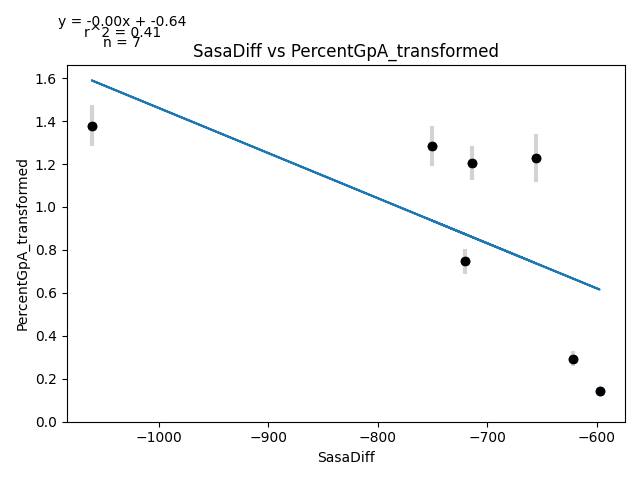 y = -0.00x + -0.64
r^2 = 0.41
n = 7
SasaDiff vs PercentGpA_transformed
PercentGpA_transformed
1.6
1.4
1.2
1.0
0.8
0.6
0.4
0.2
0.0
−1000 −900 −800 −700 −600
SasaDiff